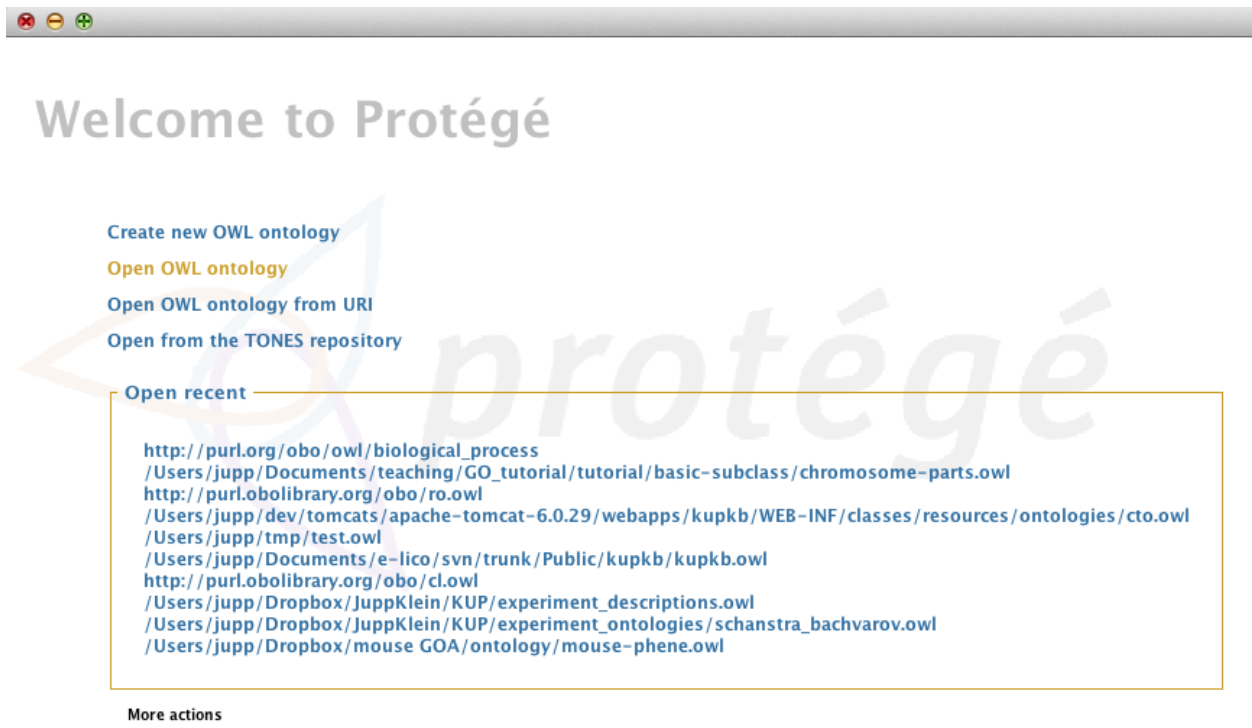 Welcome to Protégé
Create new OWL ontology
Open OWL ontology
Open OWL ontology from URI
Open from the TONES repository
protégé
Open recent
http://purl.org/obo/owl/biological_process
/Users/jupp/Documents/teaching/GO_tutorial/tutorial/basic-subclass/chromosome-parts.owl
http://purl.obolibrary.org/obo/ro.owl
/Users/jupp/dev/tomcats/apache-tomcat-6.0.29/webapps/kupkb/WEB-INF/classes/resources/ontologies/cto.owl
/Users/jupp/tmp/test.owl
/Users/jupp/Documents/e-lico/svn/trunk/Public/kupkb/kupkb.owl
http://purl.obolibrary.org/obo/cl.owl
/Users/jupp/Dropbox/JuppKlein/KUP/experiment_descriptions.owl
/Users/jupp/Dropbox/JuppKlein/KUP/experiment_ontologies/schanstra_bachvarov.owl
/Users/jupp/Dropbox/mouse GOA/ontology/mouse-phene.owl
More actions